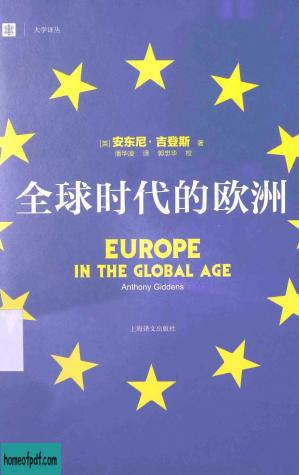 大学译丛
[英] 安东尼·吉登斯 著
潘华凌 译 郭忠华 校
全球时代的欧洲
EUROPE
IN THE GLOBAL AGE
Anthony Giddens
上海译文出版社
homeofpdf.com